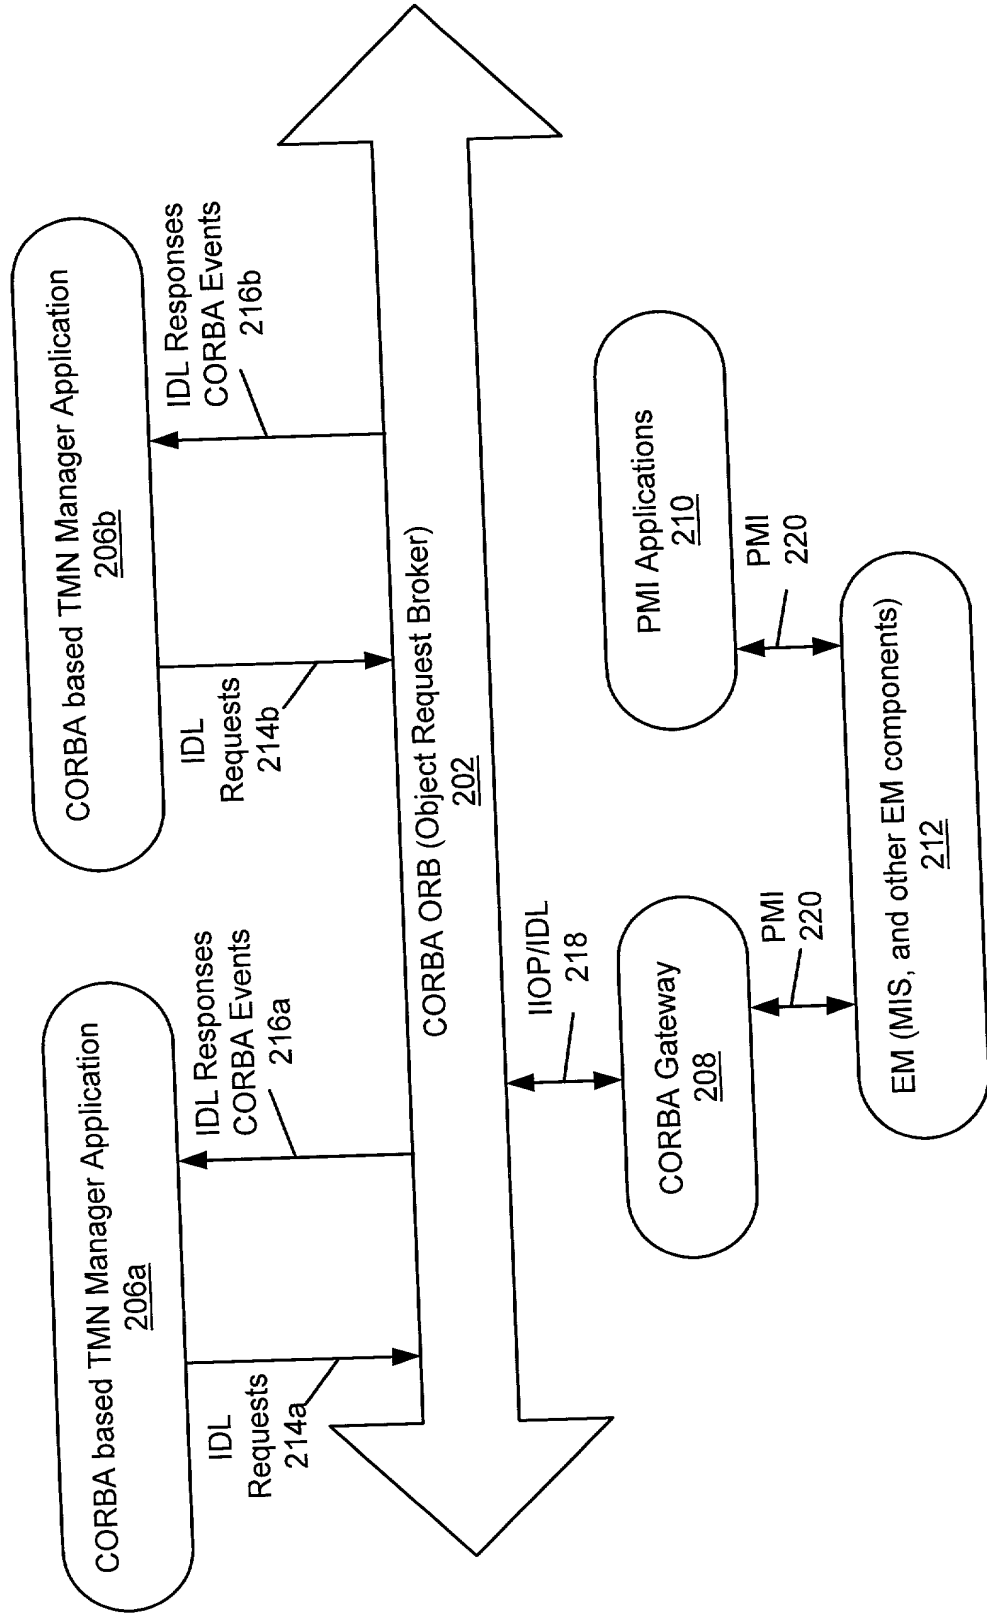 CORBA based TMN Manager Application
206a
CORBA based TMN Manager Application
206b
IDL
Requests
214a
IDL Responses
CORBA Events
216a
IDL
Requests
214b
IDL Responses
CORBA Events
216b
CORBA ORB (Object Request Broker)
202
IIOP/IDL
218
CORBA Gateway
208
PMI Applications
210
PMI
220
PMI
220
EM (MIS, and other EM components)
212